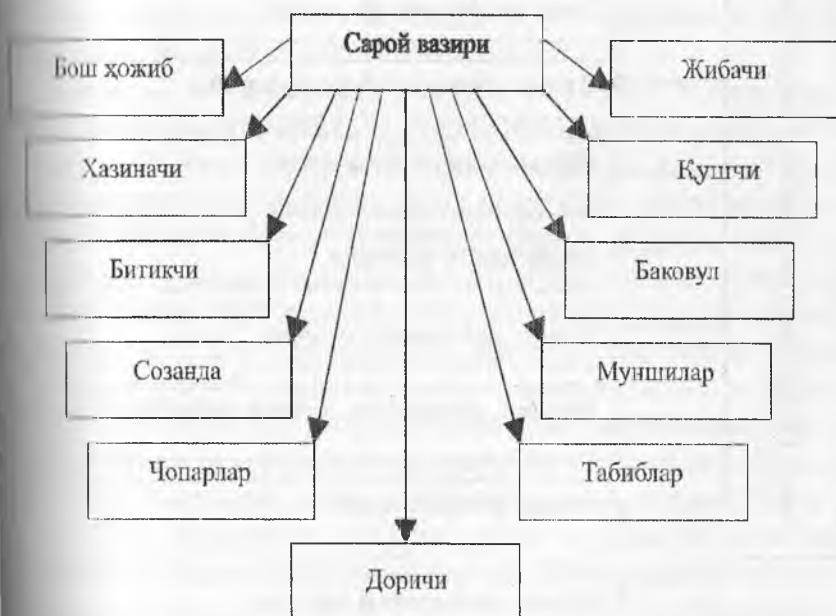 Сарой вазири
Бош ҳожиб
Жибачи
Хазиначи
Қушчи
Битикчи
Баковул
Созанда
Муншилар
Чопарлар
Табиблар
Доричи